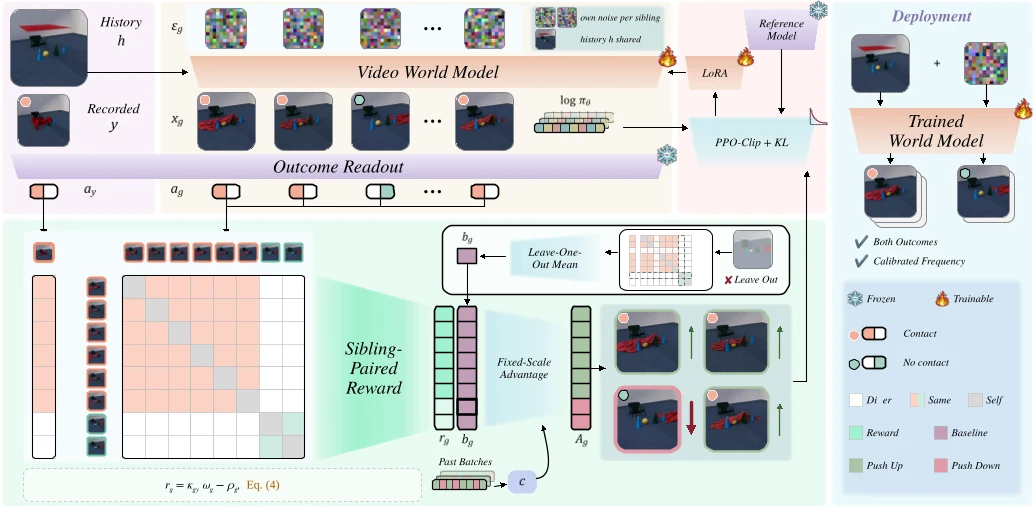 History
h
Recorded
y
ε_g
own noise per sibling
history h shared
Video World Model
x_g
log π_θ
Outcome Readout
a_y
a_g
Reference
Model
LoRA
PPO-Clip + KL
Deployment
+
Trained
World Model
Both Outcomes
Calibrated Frequency
Frozen
Trainable
Contact
No contact
Di er
Same
Self
Reward
Baseline
Push Up
Push Down
b_g
Leave-One-
Out Mean
Leave Out
Sibling-
Paired
Reward
Fixed-Scale
Advantage
r_g
b_g
A_g
Past Batches
c
r_g = κ_gy ω_g − ρ_g, Eq. (4)